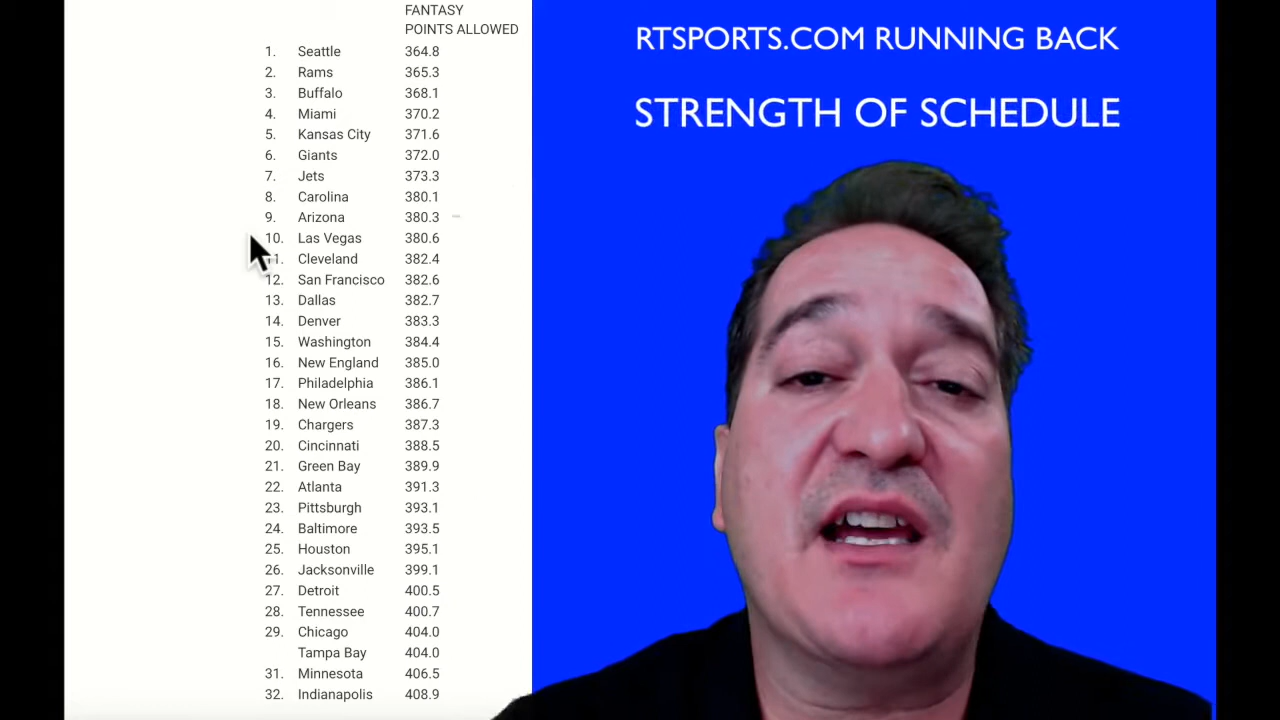 FANTASY
POINTS ALLOWED
1. Seattle 364.8
2. Rams 365.3
3. Buffalo 368.1
4. Miami 370.2
5. Kansas City 371.6
6. Giants 372.0
7. Jets 373.3
8. Carolina 380.1
9. Arizona 380.3
10. Las Vegas 380.6
11. Cleveland 382.4
12. San Francisco 382.6
13. Dallas 382.7
14. Denver 383.3
15. Washington 384.4
16. New England 385.0
17. Philadelphia 386.1
18. New Orleans 386.7
19. Chargers 387.3
20. Cincinnati 388.5
21. Green Bay 389.9
22. Atlanta 391.3
23. Pittsburgh 393.1
24. Baltimore 393.5
25. Houston 395.1
26. Jacksonville 399.1
27. Detroit 400.5
28. Tennessee 400.7
29. Chicago 404.0
Tampa Bay 404.0
31. Minnesota 406.5
32. Indianapolis 408.9
RTSPORTS.COM RUNNING BACK
STRENGTH OF SCHEDULE